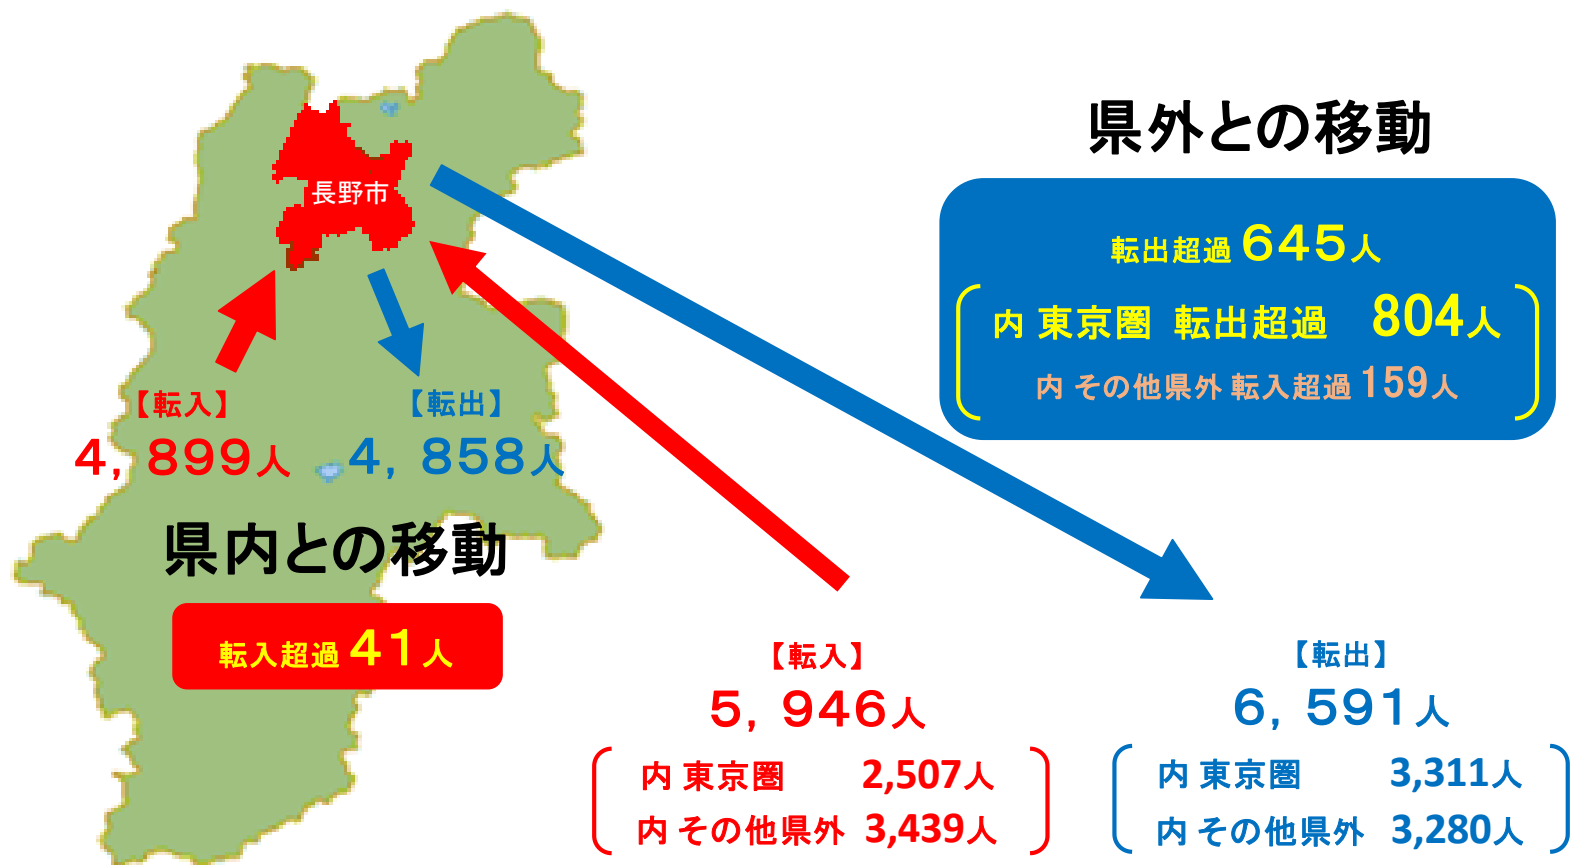 県外との移動
長野市
転出超過 645人
内 東京圏 転出超過 804人
内 その他県外 転入超過 159人
【転入】 【転出】
4, 899人 4, 858人
県内との移動
転入超過 41人
【転入】
5, 946人
内 東京圏 2,507人
内 その他県外 3,439人
【転出】
6, 591人
内 東京圏 3,311人
内 その他県外 3,280人